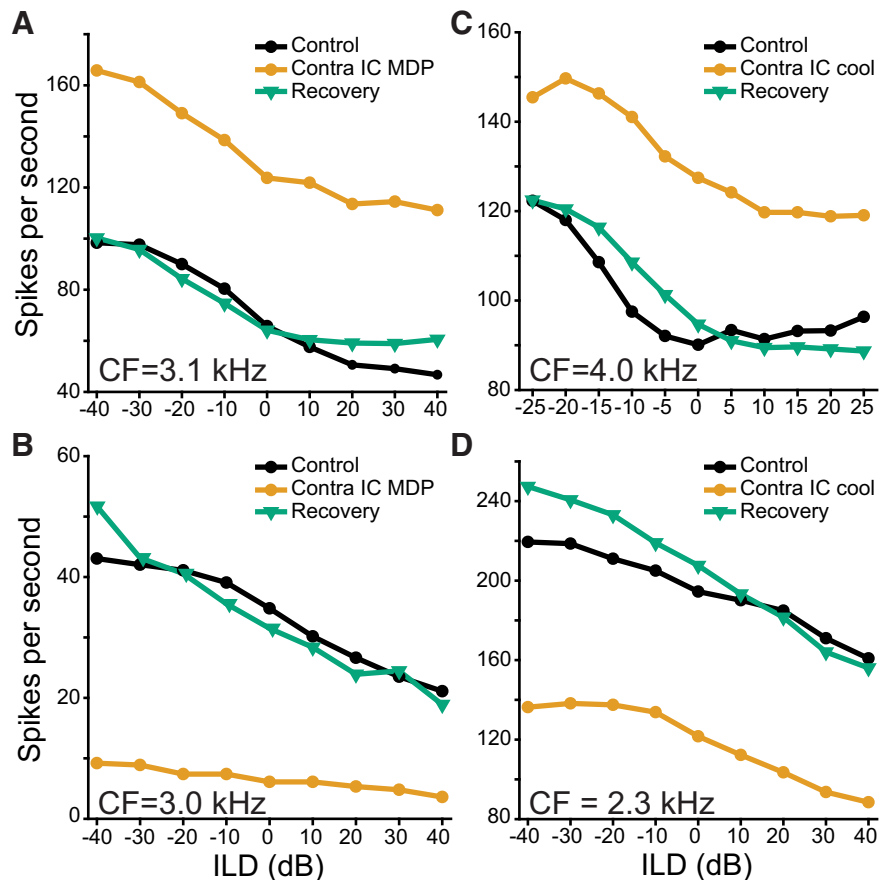 A
Spikes per second
160
120
80
40
Control
Contra IC MDP
Recovery
CF=3.1 kHz
-40 -30 -20 -10 0 10 20 30 40
C
160
140
120
100
80
Control
Contra IC cool
Recovery
CF=4.0 kHz
-25 -20 -15 -10 -5 0 5 10 15 20 25
B
Spikes per second
60
40
20
0
Control
Contra IC MDP
Recovery
CF=3.0 kHz
-40 -30 -20 -10 0 10 20 30 40
ILD (dB)
D
240
200
160
120
80
Control
Contra IC cool
Recovery
CF = 2.3 kHz
-40 -30 -20 -10 0 10 20 30 40
ILD (dB)